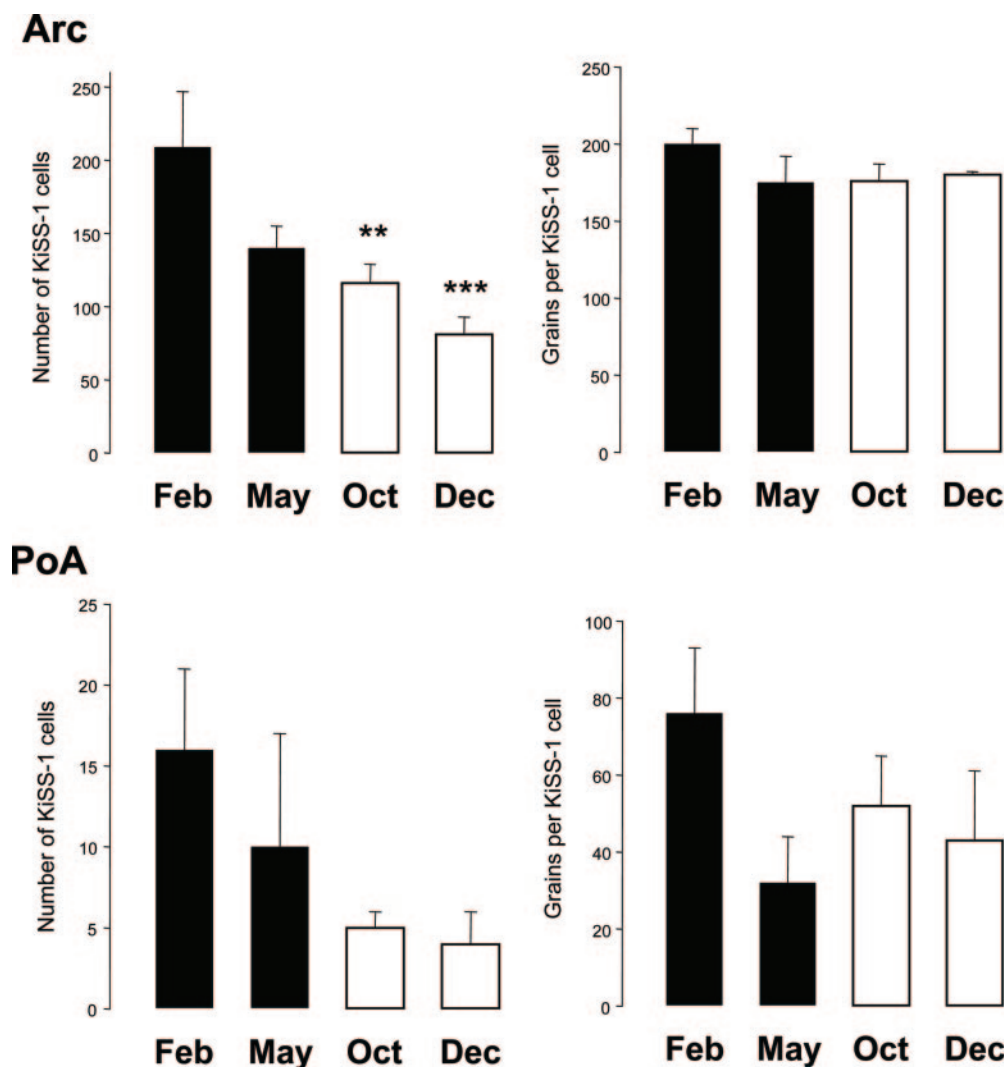 Arc
Number of KiSS-1 cells
250
200
150
100
50
0
**
***
Feb May Oct Dec
Grains per KiSS-1 cell
250
200
150
100
50
0
Feb May Oct Dec
PoA
Number of KiSS-1 cells
25
20
15
10
5
0
Feb May Oct Dec
Grains per KiSS-1 cell
100
80
60
40
20
0
Feb May Oct Dec